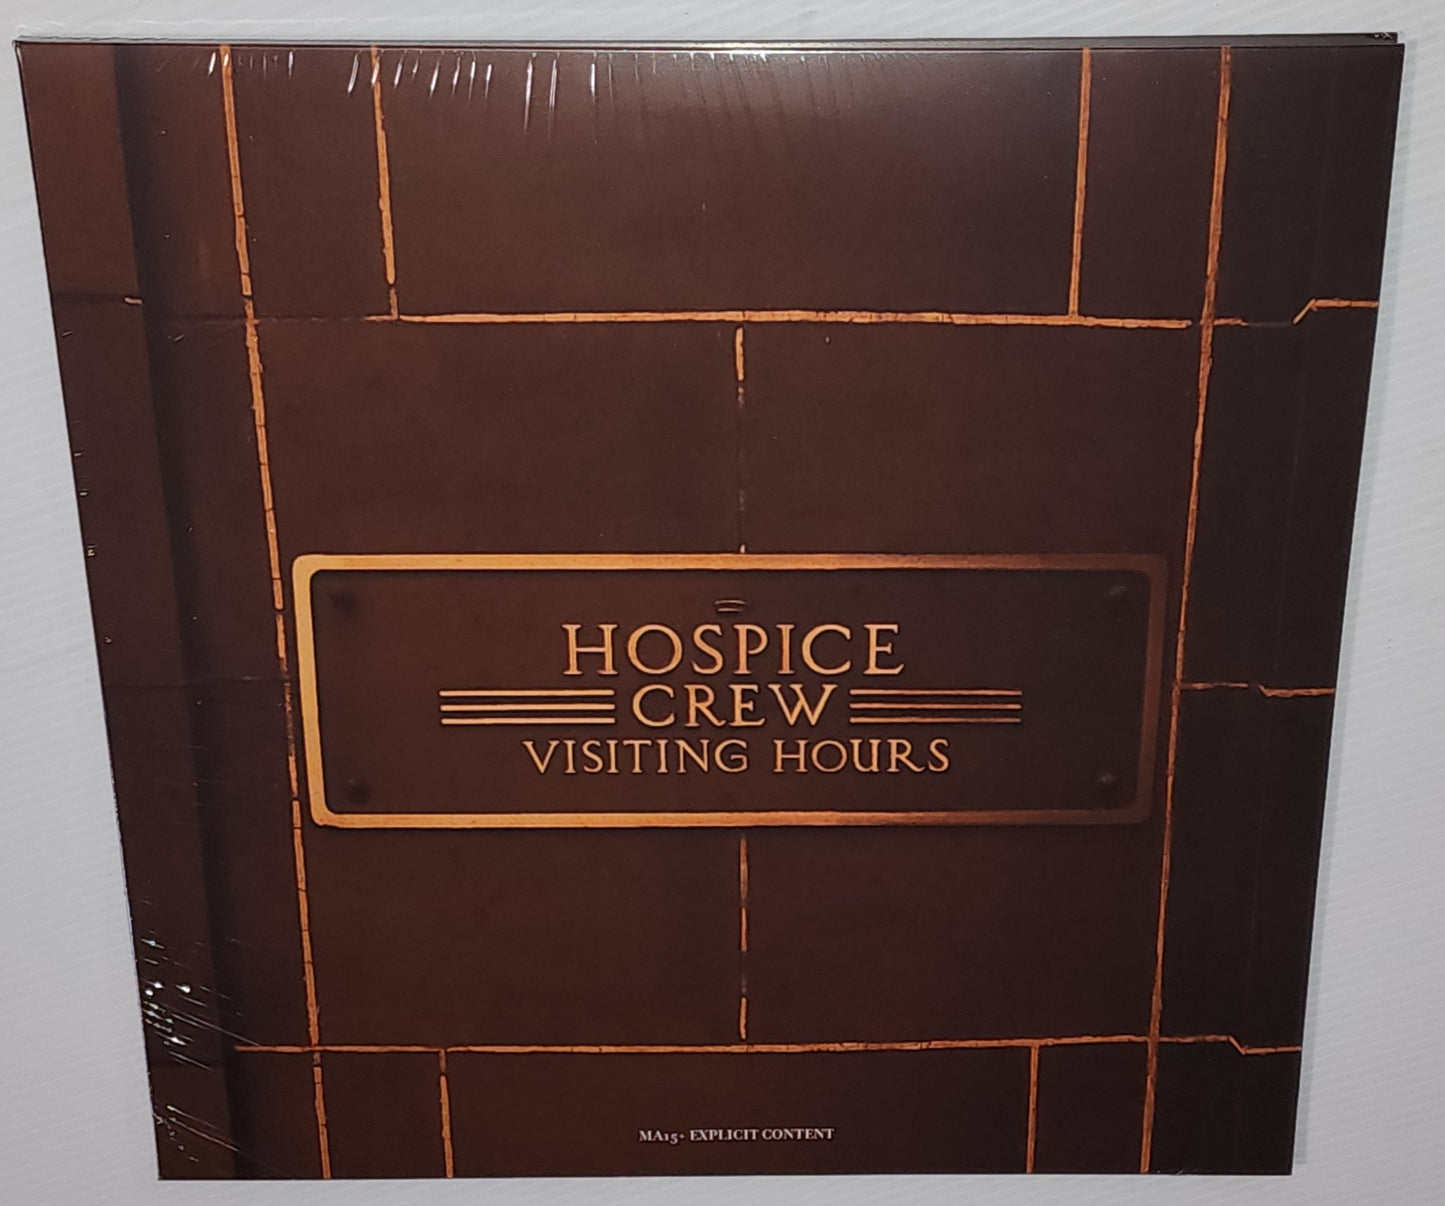 HOSPICE
CREW
VISITING HOURS
MA15+ EXPLICIT CONTENT